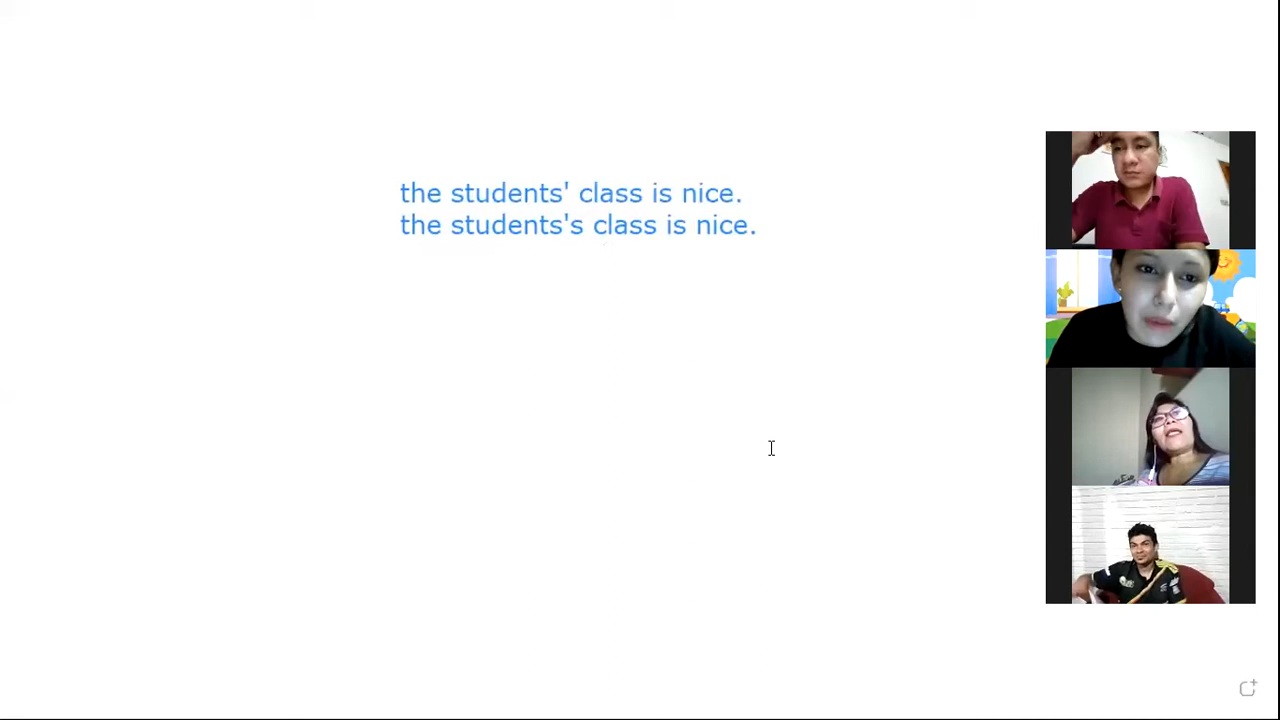 the students' class is nice.
the students's class is nice.